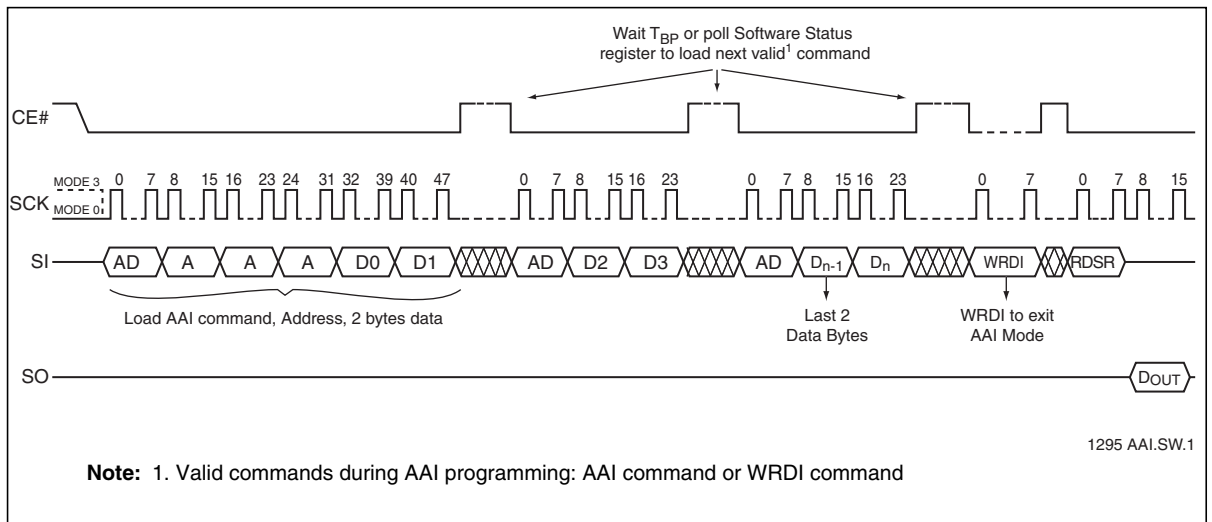 Wait TBP or poll Software Status
register to load next valid1 command
CE#
MODE 3
MODE 0
SCK
0 7 8 15 16 23 24 31 32 39 40 47 0 7 8 15 16 23 0 7 8 15 16 23 0 7 0 7 8 15
SI
AD A A A D0 D1 AD D2 D3 AD Dn-1 Dn WRDI RDSR
Load AAI command, Address, 2 bytes data
Last 2
Data Bytes
WRDI to exit
AAI Mode
SO
DOUT
1295 AAI.SW.1
Note: 1. Valid commands during AAI programming: AAI command or WRDI command